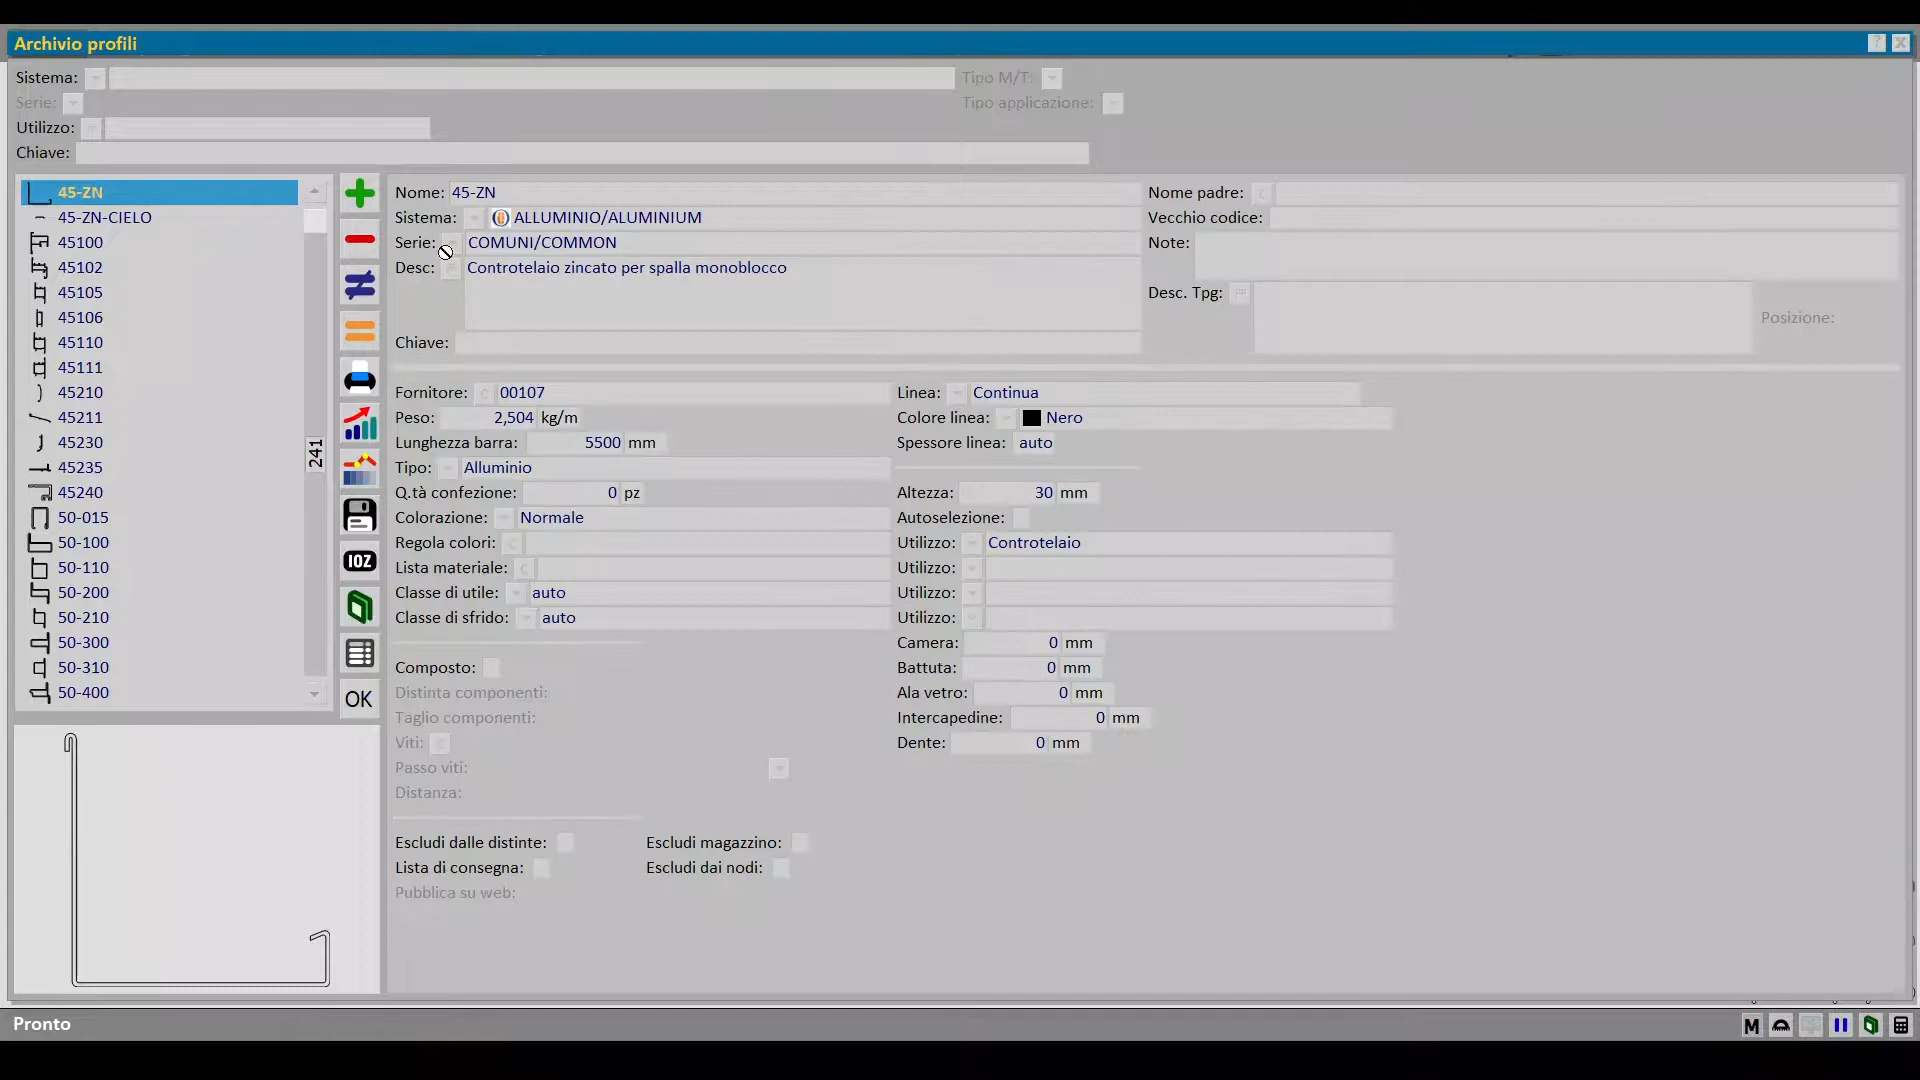 Archivio profili
Sistema:
Tipo M/T:
Serie:
Tipo applicazione:
Utilizzo:
Chiave:
45-ZN
45-ZN-CIELO
45100
45102
45105
45106
45110
45111
45210
45211
45230
45235
45240
50-015
50-100
50-110
50-200
50-210
50-300
50-310
50-400
241
IOZ
OK
Nome: 45-ZN
Sistema: ALLUMINIO/ALUMINIUM
Serie: COMUNI/COMMON
Desc: Controtelaio zincato per spalla monoblocco
Chiave:
Nome padre:
Vecchio codice:
Note:
Desc. Tpg:
Posizione:
Fornitore: 00107
Peso: 2,504 kg/m
Lunghezza barra: 5500 mm
Tipo: Alluminio
Q.tà confezione: 0 pz
Colorazione: Normale
Regola colori:
Lista materiale:
Classe di utile: auto
Classe di sfrido: auto
Composto:
Distinta componenti:
Taglio componenti:
Viti:
Passo viti:
Distanza:
Escludi dalle distinte:
Escludi magazzino:
Lista di consegna:
Escludi dai nodi:
Pubblica su web:
Linea: Continua
Colore linea: Nero
Spessore linea: auto
Altezza: 30 mm
Autoselezione:
Utilizzo: Controtelaio
Utilizzo:
Utilizzo:
Utilizzo:
Camera: 0 mm
Battuta: 0 mm
Ala vetro: 0 mm
Intercapedine: 0 mm
Dente: 0 mm
Pronto
M